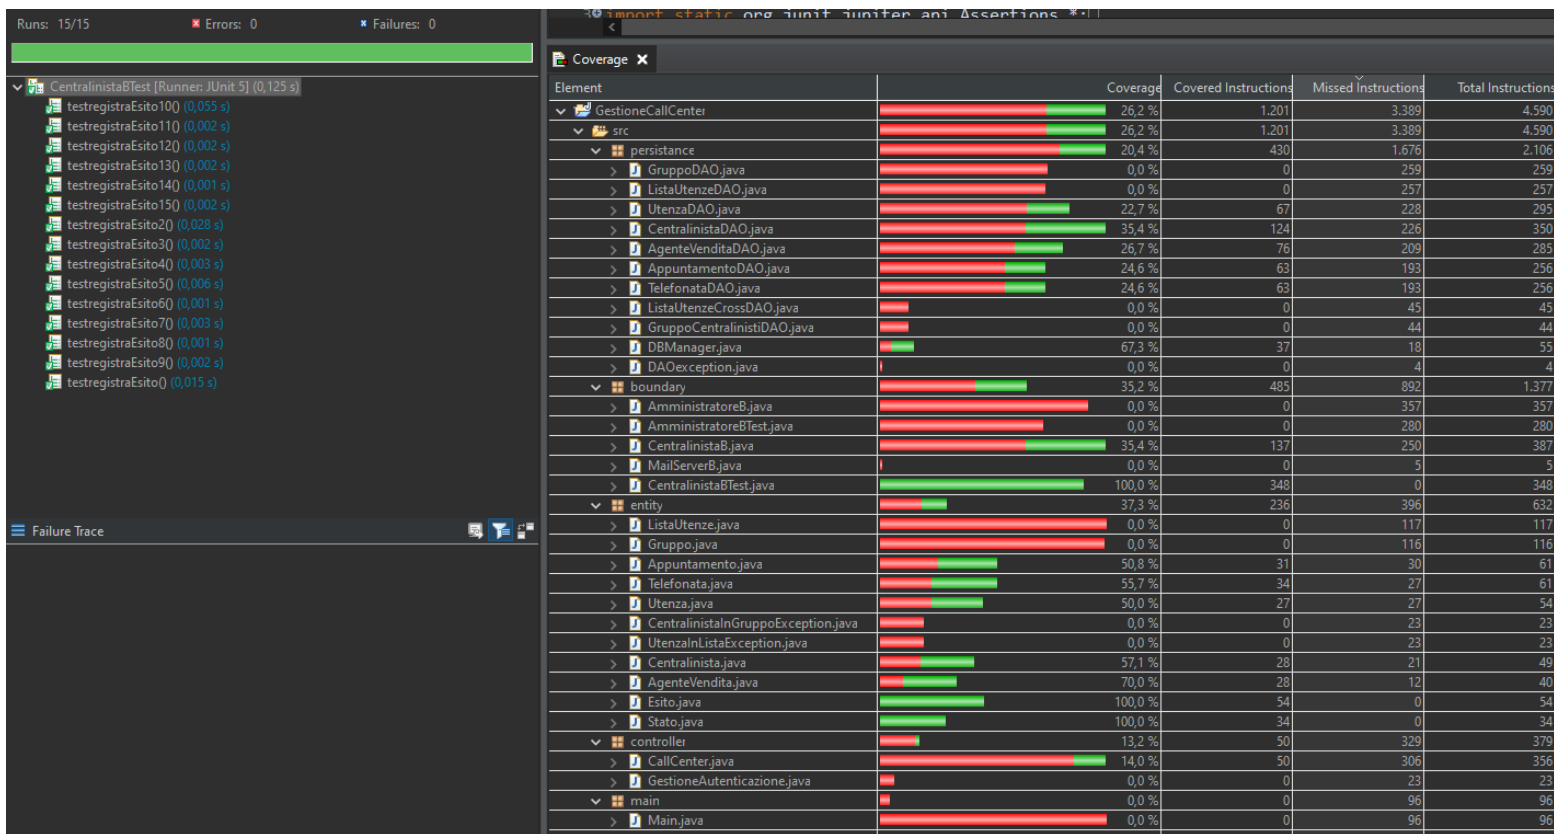 Runs: 15/15 Errors: 0 Failures: 0
CentralinistaBTest [Runner: JUnit 5] (0,125 s)
testregistraEsito10() (0,055 s)
testregistraEsito11() (0,002 s)
testregistraEsito12() (0,002 s)
testregistraEsito13() (0,002 s)
testregistraEsito14() (0,001 s)
testregistraEsito15() (0,002 s)
testregistraEsito2() (0,028 s)
testregistraEsito3() (0,002 s)
testregistraEsito4() (0,003 s)
testregistraEsito5() (0,006 s)
testregistraEsito6() (0,001 s)
testregistraEsito7() (0,003 s)
testregistraEsito8() (0,001 s)
testregistraEsito9() (0,002 s)
testregistraEsito() (0,015 s)
Failure Trace
import static org.junit.jupiter.api.Assertions.*;
Coverage
Element Coverage Covered Instructions Missed Instructions Total Instructions
GestioneCallCenter 26,2 % 1.201 3.389 4.590
src 26,2 % 1.201 3.389 4.590
persistance 20,4 % 430 1.676 2.106
GruppoDAO.java 0,0 % 0 259 259
ListaUtenzeDAO.java 0,0 % 0 257 257
UtenzaDAO.java 22,7 % 67 228 295
CentralinistaDAO.java 35,4 % 124 226 350
AgenteVenditaDAO.java 26,7 % 76 209 285
AppuntamentoDAO.java 24,6 % 63 193 256
TelefonataDAO.java 24,6 % 63 193 256
ListaUtenzeCrossDAO.java 0,0 % 0 45 45
GruppoCentralinistiDAO.java 0,0 % 0 44 44
DBManager.java 67,3 % 37 18 55
DAOexception.java 0,0 % 0 4 4
boundary 35,2 % 485 892 1.377
AmministratoreB.java 0,0 % 0 357 357
AmministratoreBTest.java 0,0 % 0 280 280
CentralinistaB.java 35,4 % 137 250 387
MailServerB.java 0,0 % 0 5 5
CentralinistaBTest.java 100,0 % 348 0 348
entity 37,3 % 236 396 632
ListaUtenze.java 0,0 % 0 117 117
Gruppo.java 0,0 % 0 116 116
Appuntamento.java 50,8 % 31 30 61
Telefonata.java 55,7 % 34 27 61
Utenza.java 50,0 % 27 27 54
CentralinistaInGruppoException.java 0,0 % 0 23 23
UtenzaInListaException.java 0,0 % 0 23 23
Centralinista.java 57,1 % 28 21 49
AgenteVendita.java 70,0 % 28 12 40
Esito.java 100,0 % 54 0 54
Stato.java 100,0 % 34 0 34
controller 13,2 % 50 329 379
CallCenter.java 14,0 % 50 306 356
GestioneAutenticazione.java 0,0 % 0 23 23
main 0,0 % 0 96 96
Main.java 0,0 % 0 96 96